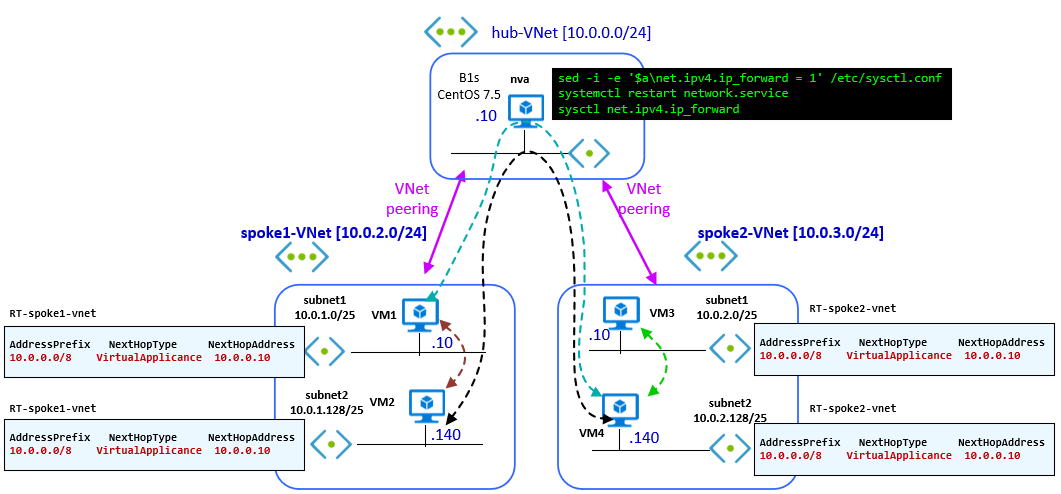 hub-VNet [10.0.0.0/24]
B1s
CentOS 7.5
nva
.10
sed -i -e '$a\net.ipv4.ip_forward = 1' /etc/sysctl.conf
systemctl restart network.service
sysctl net.ipv4.ip_forward
VNet
peering
VNet
peering
spoke1-VNet [10.0.2.0/24]
spoke2-VNet [10.0.3.0/24]
RT-spoke1-vnet
AddressPrefix NextHopType NextHopAddress
10.0.0.0/8 VirtualApplicance 10.0.0.10
subnet1
10.0.1.0/25
VM1
.10
RT-spoke1-vnet
AddressPrefix NextHopType NextHopAddress
10.0.0.0/8 VirtualApplicance 10.0.0.10
subnet2
10.0.1.128/25
VM2
.140
VM3
.10
subnet1
10.0.2.0/25
RT-spoke2-vnet
AddressPrefix NextHopType NextHopAddress
10.0.0.0/8 VirtualApplicance 10.0.0.10
VM4
.140
subnet2
10.0.2.128/25
RT-spoke2-vnet
AddressPrefix NextHopType NextHopAddress
10.0.0.0/8 VirtualApplicance 10.0.0.10